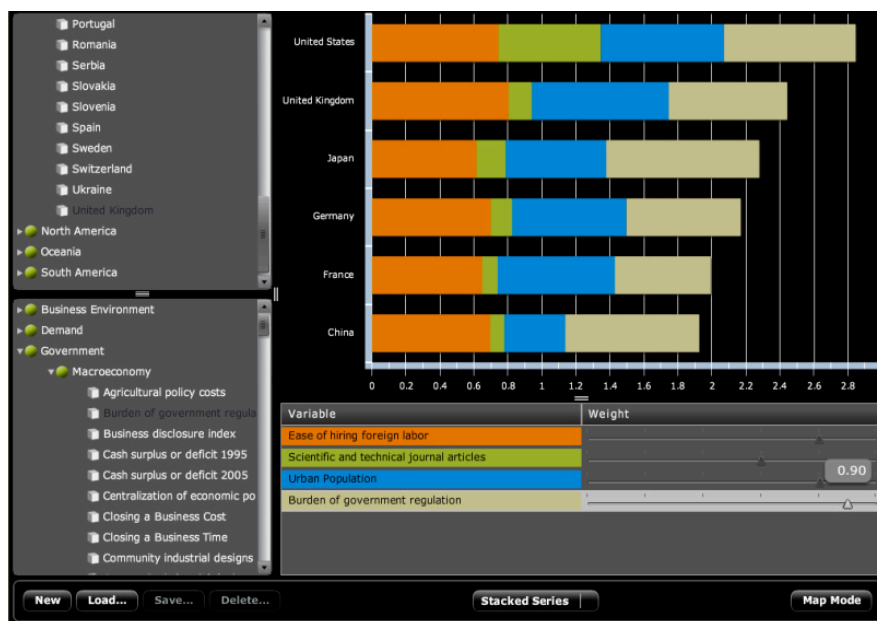 Portugal
Romania
Serbia
Slovakia
Slovenia
Spain
Sweden
Switzerland
Ukraine
United Kingdom
North America
Oceania
South America
Business Environment
Demand
Government
Macroeconomy
Agricultural policy costs
Burden of government regula
Business disclosure index
Cash surplus or deficit 1995
Cash surplus or deficit 2005
Centralization of economic po
Closing a Business Cost
Closing a Business Time
Community industrial designs
United States
United Kingdom
Japan
Germany
France
China
0 0.2 0.4 0.6 0.8 1 1.2 1.4 1.6 1.8 2 2.2 2.4 2.6 2.8
Variable Weight
Ease of hiring foreign labor
Scientific and technical journal articles
Urban Population 0.90
Burden of government regulation
New Load... Save... Delete... Stacked Series Map Mode